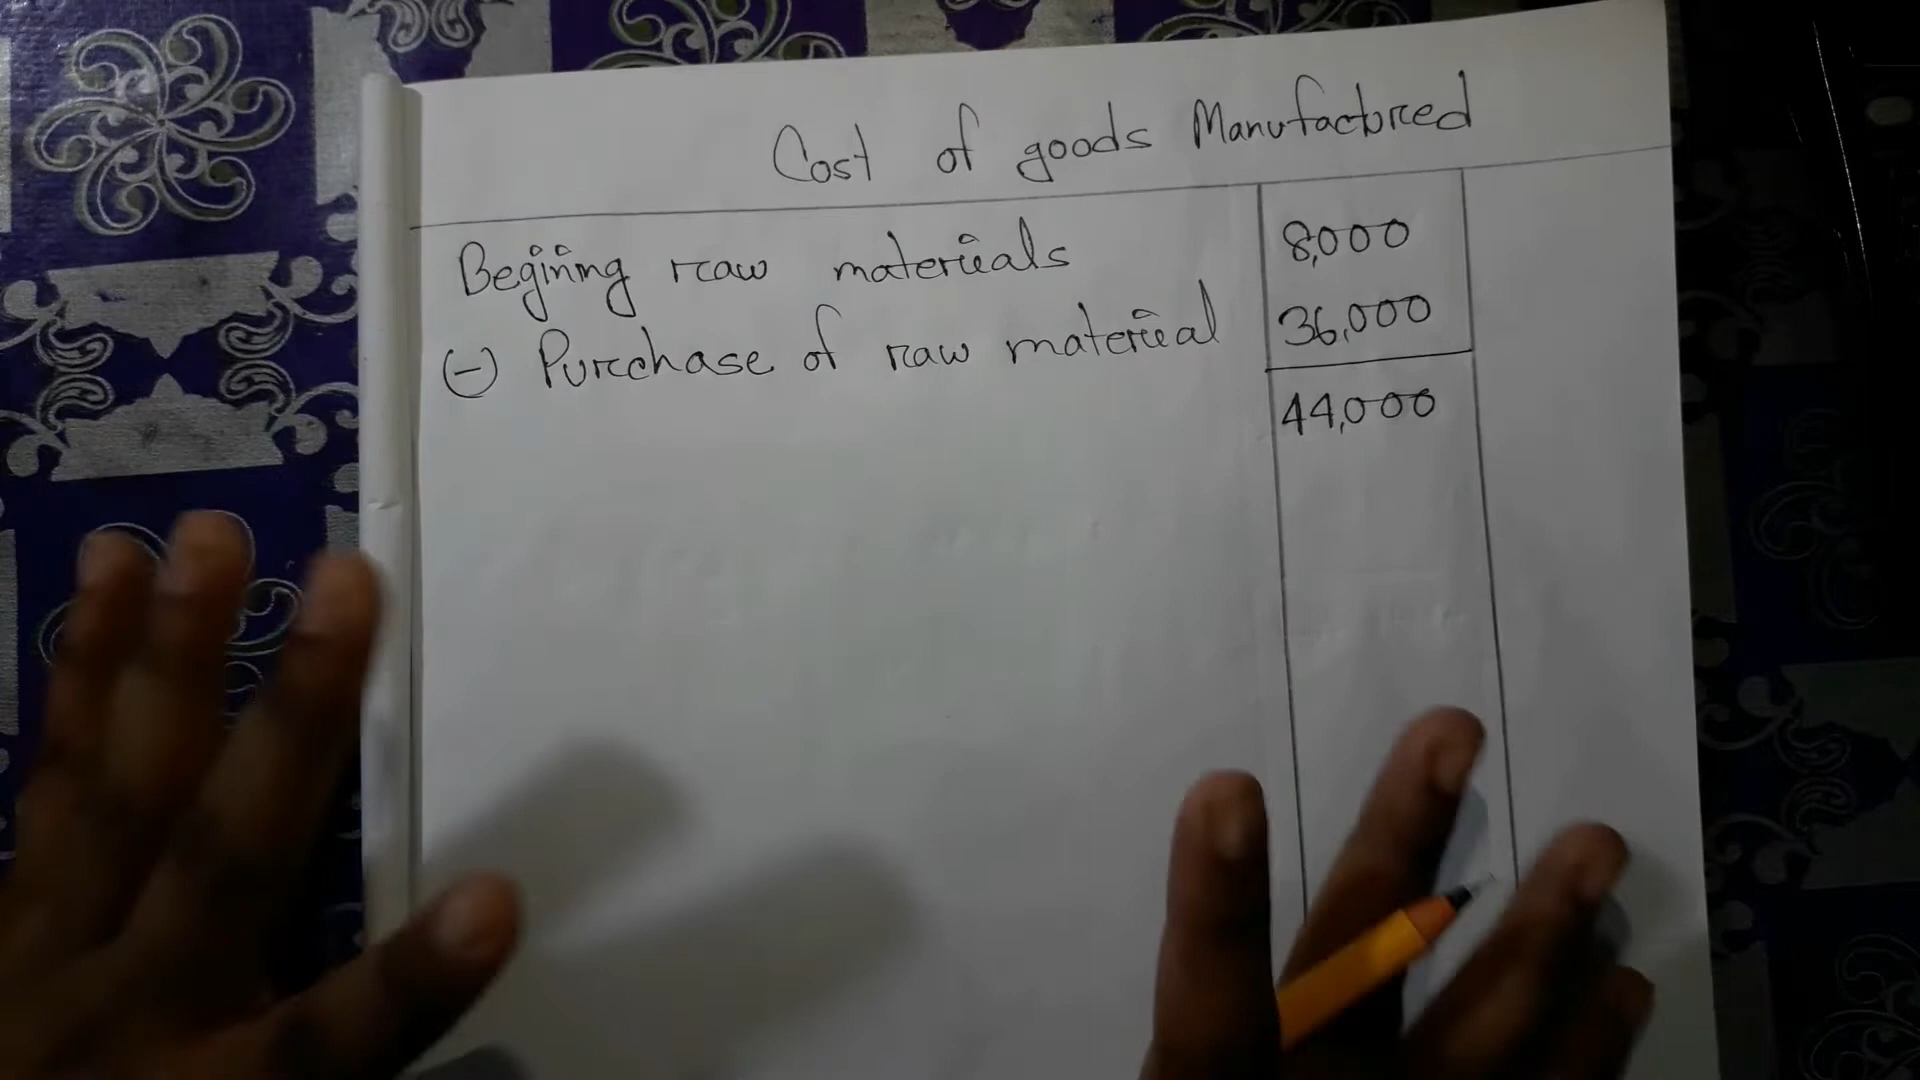 Cost of goods Manufactured
Begining raw materials 8,000
(-) Purchase of raw material 36,000
44,000